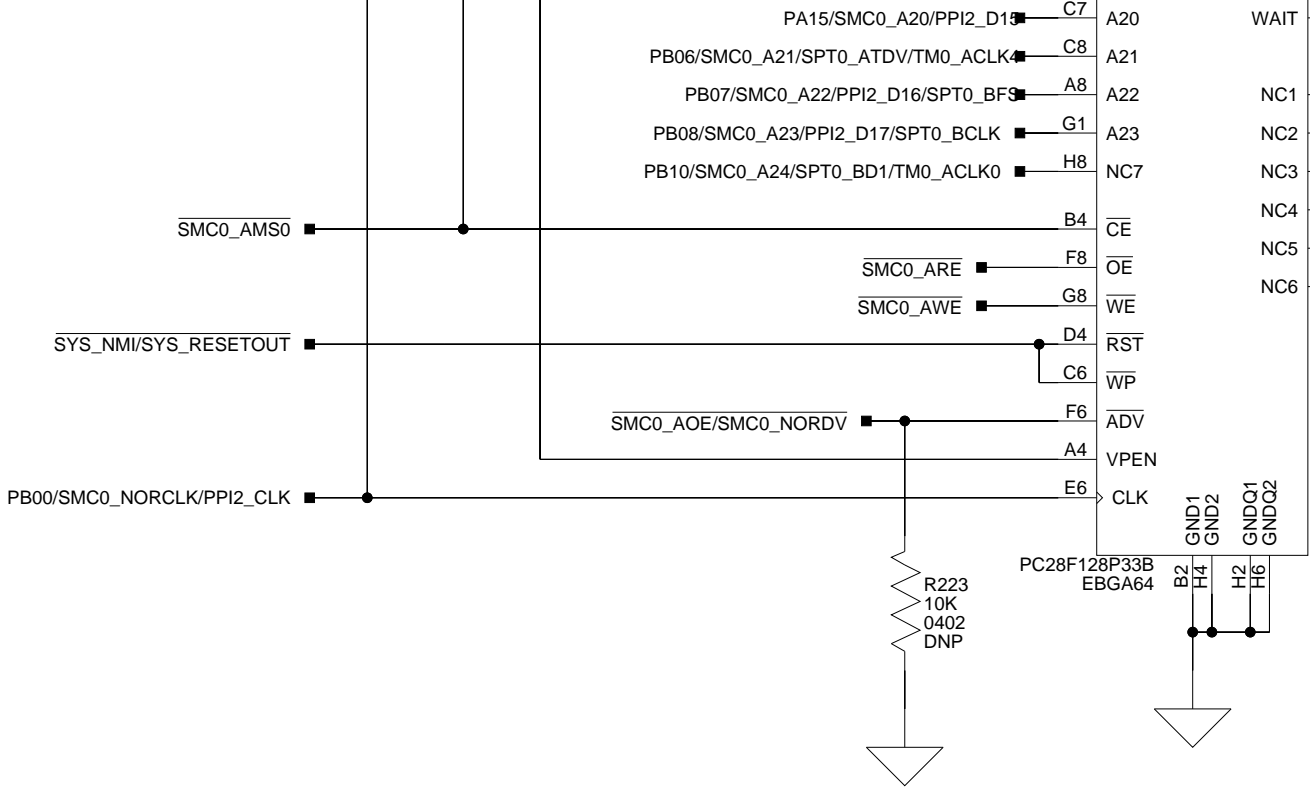 PA15/SMC0_A20/PPI2_D15 C7 A20 WAIT
PB06/SMC0_A21/SPT0_ATDV/TM0_ACLK4 C8 A21
PB07/SMC0_A22/PPI2_D16/SPT0_BFS A8 A22 NC1
PB08/SMC0_A23/PPI2_D17/SPT0_BCLK G1 A23 NC2
PB10/SMC0_A24/SPT0_BD1/TM0_ACLK0 H8 NC7 NC3
NC4
SMC0_AMS0 B4 CE
NC5
SMC0_ARE F8 OE
NC6
SMC0_AWE G8 WE
SYS_NMI/SYS_RESETOUT D4 RST
C6 WP
SMC0_AOE/SMC0_NORDV F6 ADV
A4 VPEN
PB00/SMC0_NORCLK/PPI2_CLK E6 CLK
GND1
GND2
GNDQ1
GNDQ2
PC28F128P33B
EBGA64
B2
H4
H2
H6
R223
10K
0402
DNP